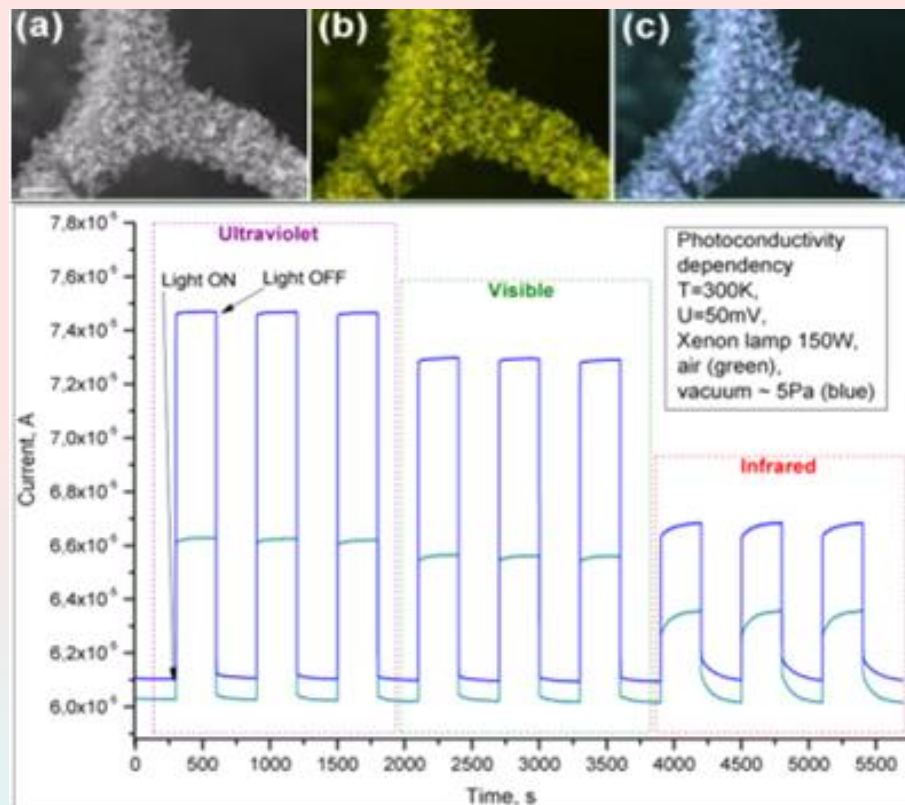 (a) (b) (c)
7,8x10⁻⁵
7,6x10⁻⁵
7,4x10⁻⁵
7,2x10⁻⁵
7,0x10⁻⁵
6,8x10⁻⁵
6,6x10⁻⁵
6,4x10⁻⁵
6,2x10⁻⁵
6,0x10⁻⁵
Current, A
Ultraviolet
Light ON
Light OFF
Visible
Infrared
Photoconductivity
dependency
T=300K,
U=50mV,
Xenon lamp 150W,
air (green),
vacuum ~ 5Pa (blue)
0 500 1000 1500 2000 2500 3000 3500 4000 4500 5000 5500
Time, s